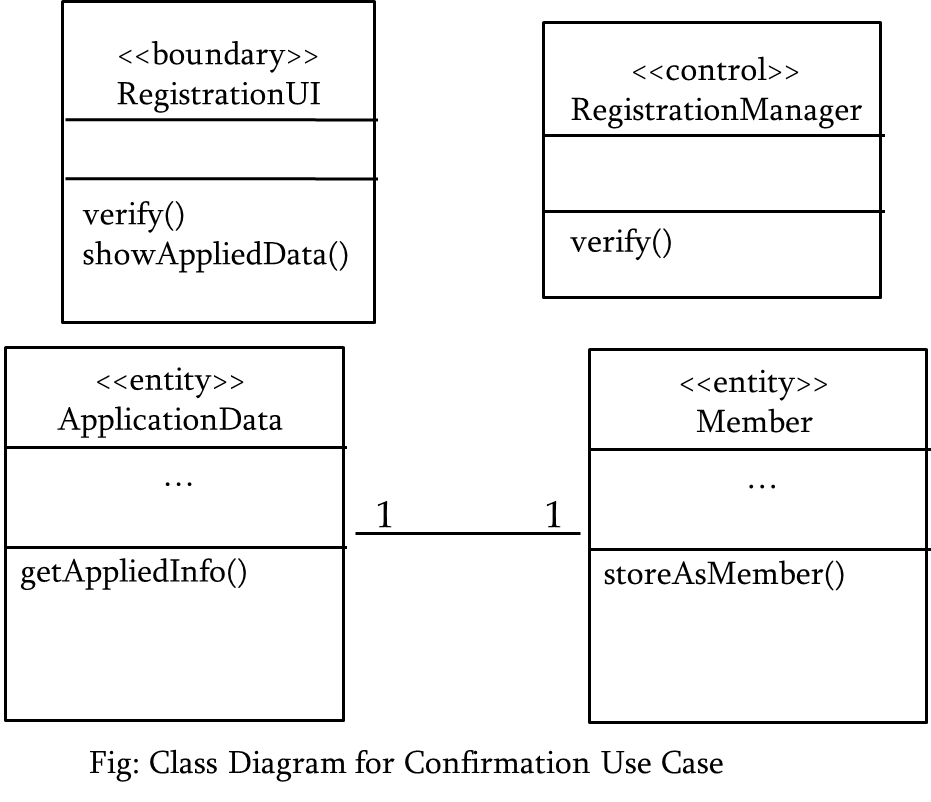 <<boundary>>
RegistrationUI
verify()
showAppliedData()
<<control>>
RegistrationManager
verify()
<<entity>>
ApplicationData
...
getAppliedInfo()
1
1
<<entity>>
Member
...
storeAsMember()
Fig: Class Diagram for Confirmation Use Case